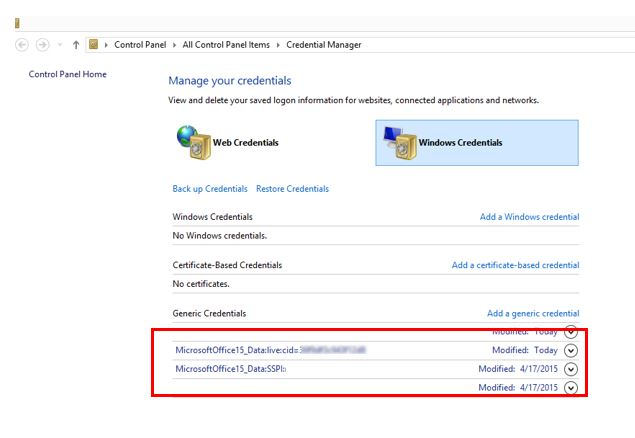 Control Panel ▸ All Control Panel Items ▸ Credential Manager
Control Panel Home
Manage your credentials
View and delete your saved logon information for websites, connected applications and networks.
Web Credentials
Windows Credentials
Back up Credentials Restore Credentials
Windows Credentials Add a Windows credential
No Windows credentials.
Certificate-Based Credentials Add a certificate-based credential
No certificates.
Generic Credentials Add a generic credential
Modified: Today
MicrosoftOffice15_Data:live:cid= Modified: Today
MicrosoftOffice15_Data:SSPI: Modified: 4/17/2015
Modified: 4/17/2015